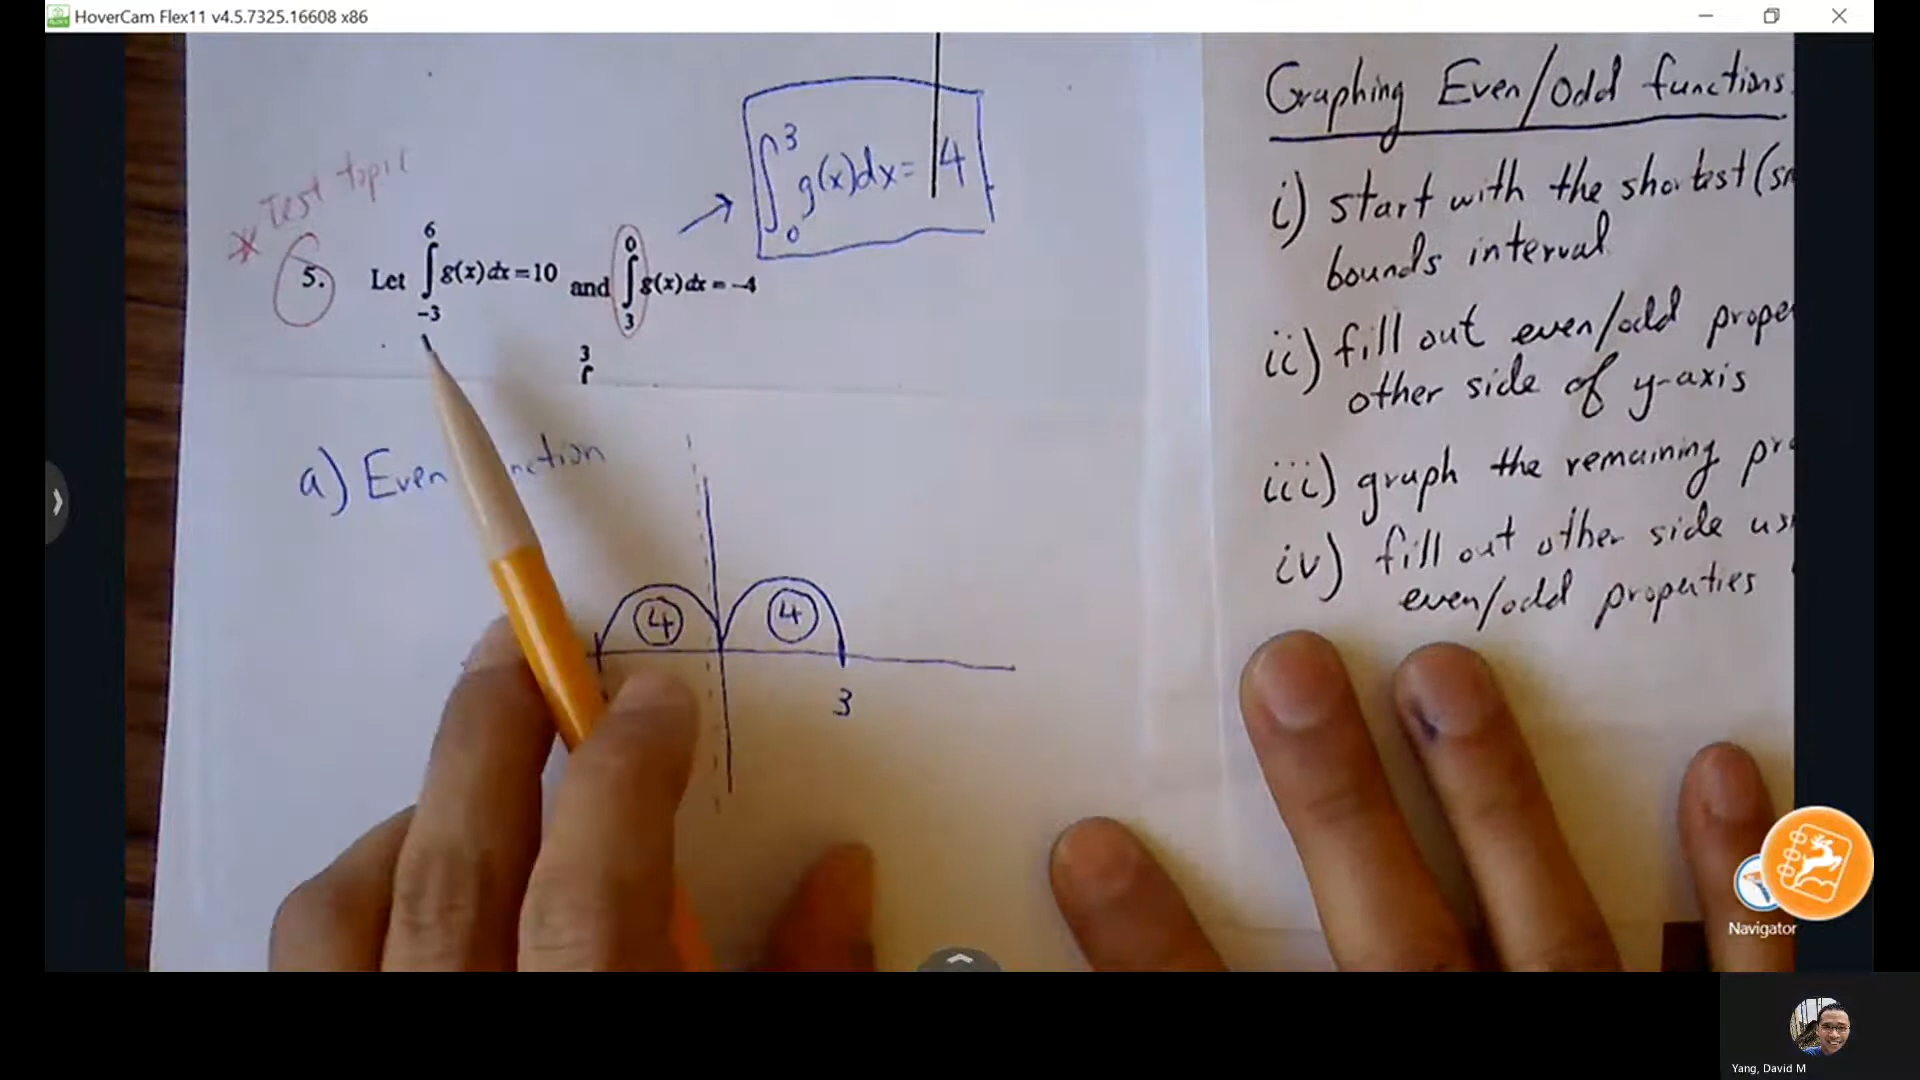 HoverCam Flex11 v4.5.7325.16608 x86
* Test topic
∫₀³ g(x)dx = 4
5. Let ∫₋₃⁶ g(x)dx=10 and ∫₃⁰ g(x)dx = -4
3
a) Even
4 4
3
Graphing Even/Odd functions
i) start with the shortest
bounds interval
ii) fill out even/odd
other side of y-axis
iii) graph the remaining
iv) fill out other side
even/odd properties
Navigator
Yang, David M